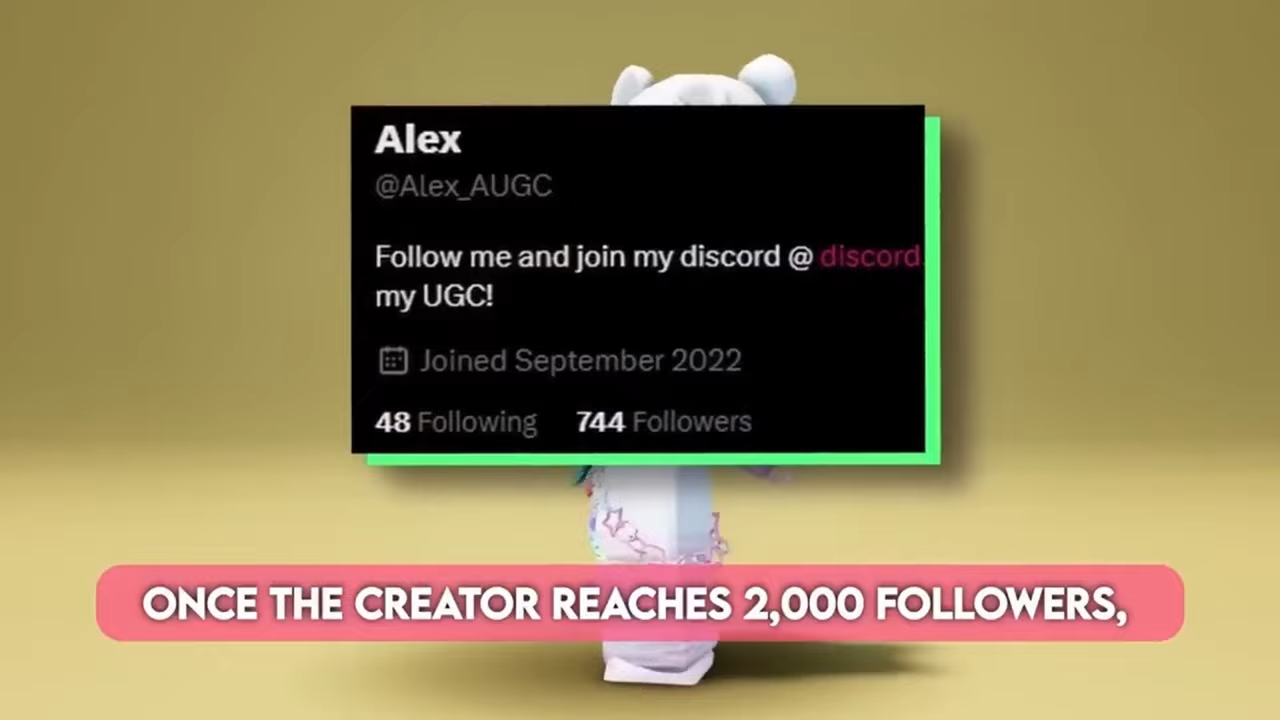 Alex
@Alex_AUGC
Follow me and join my discord @ discord
my UGC!
Joined September 2022
48 Following 744 Followers
ONCE THE CREATOR REACHES 2,000 FOLLOWERS,